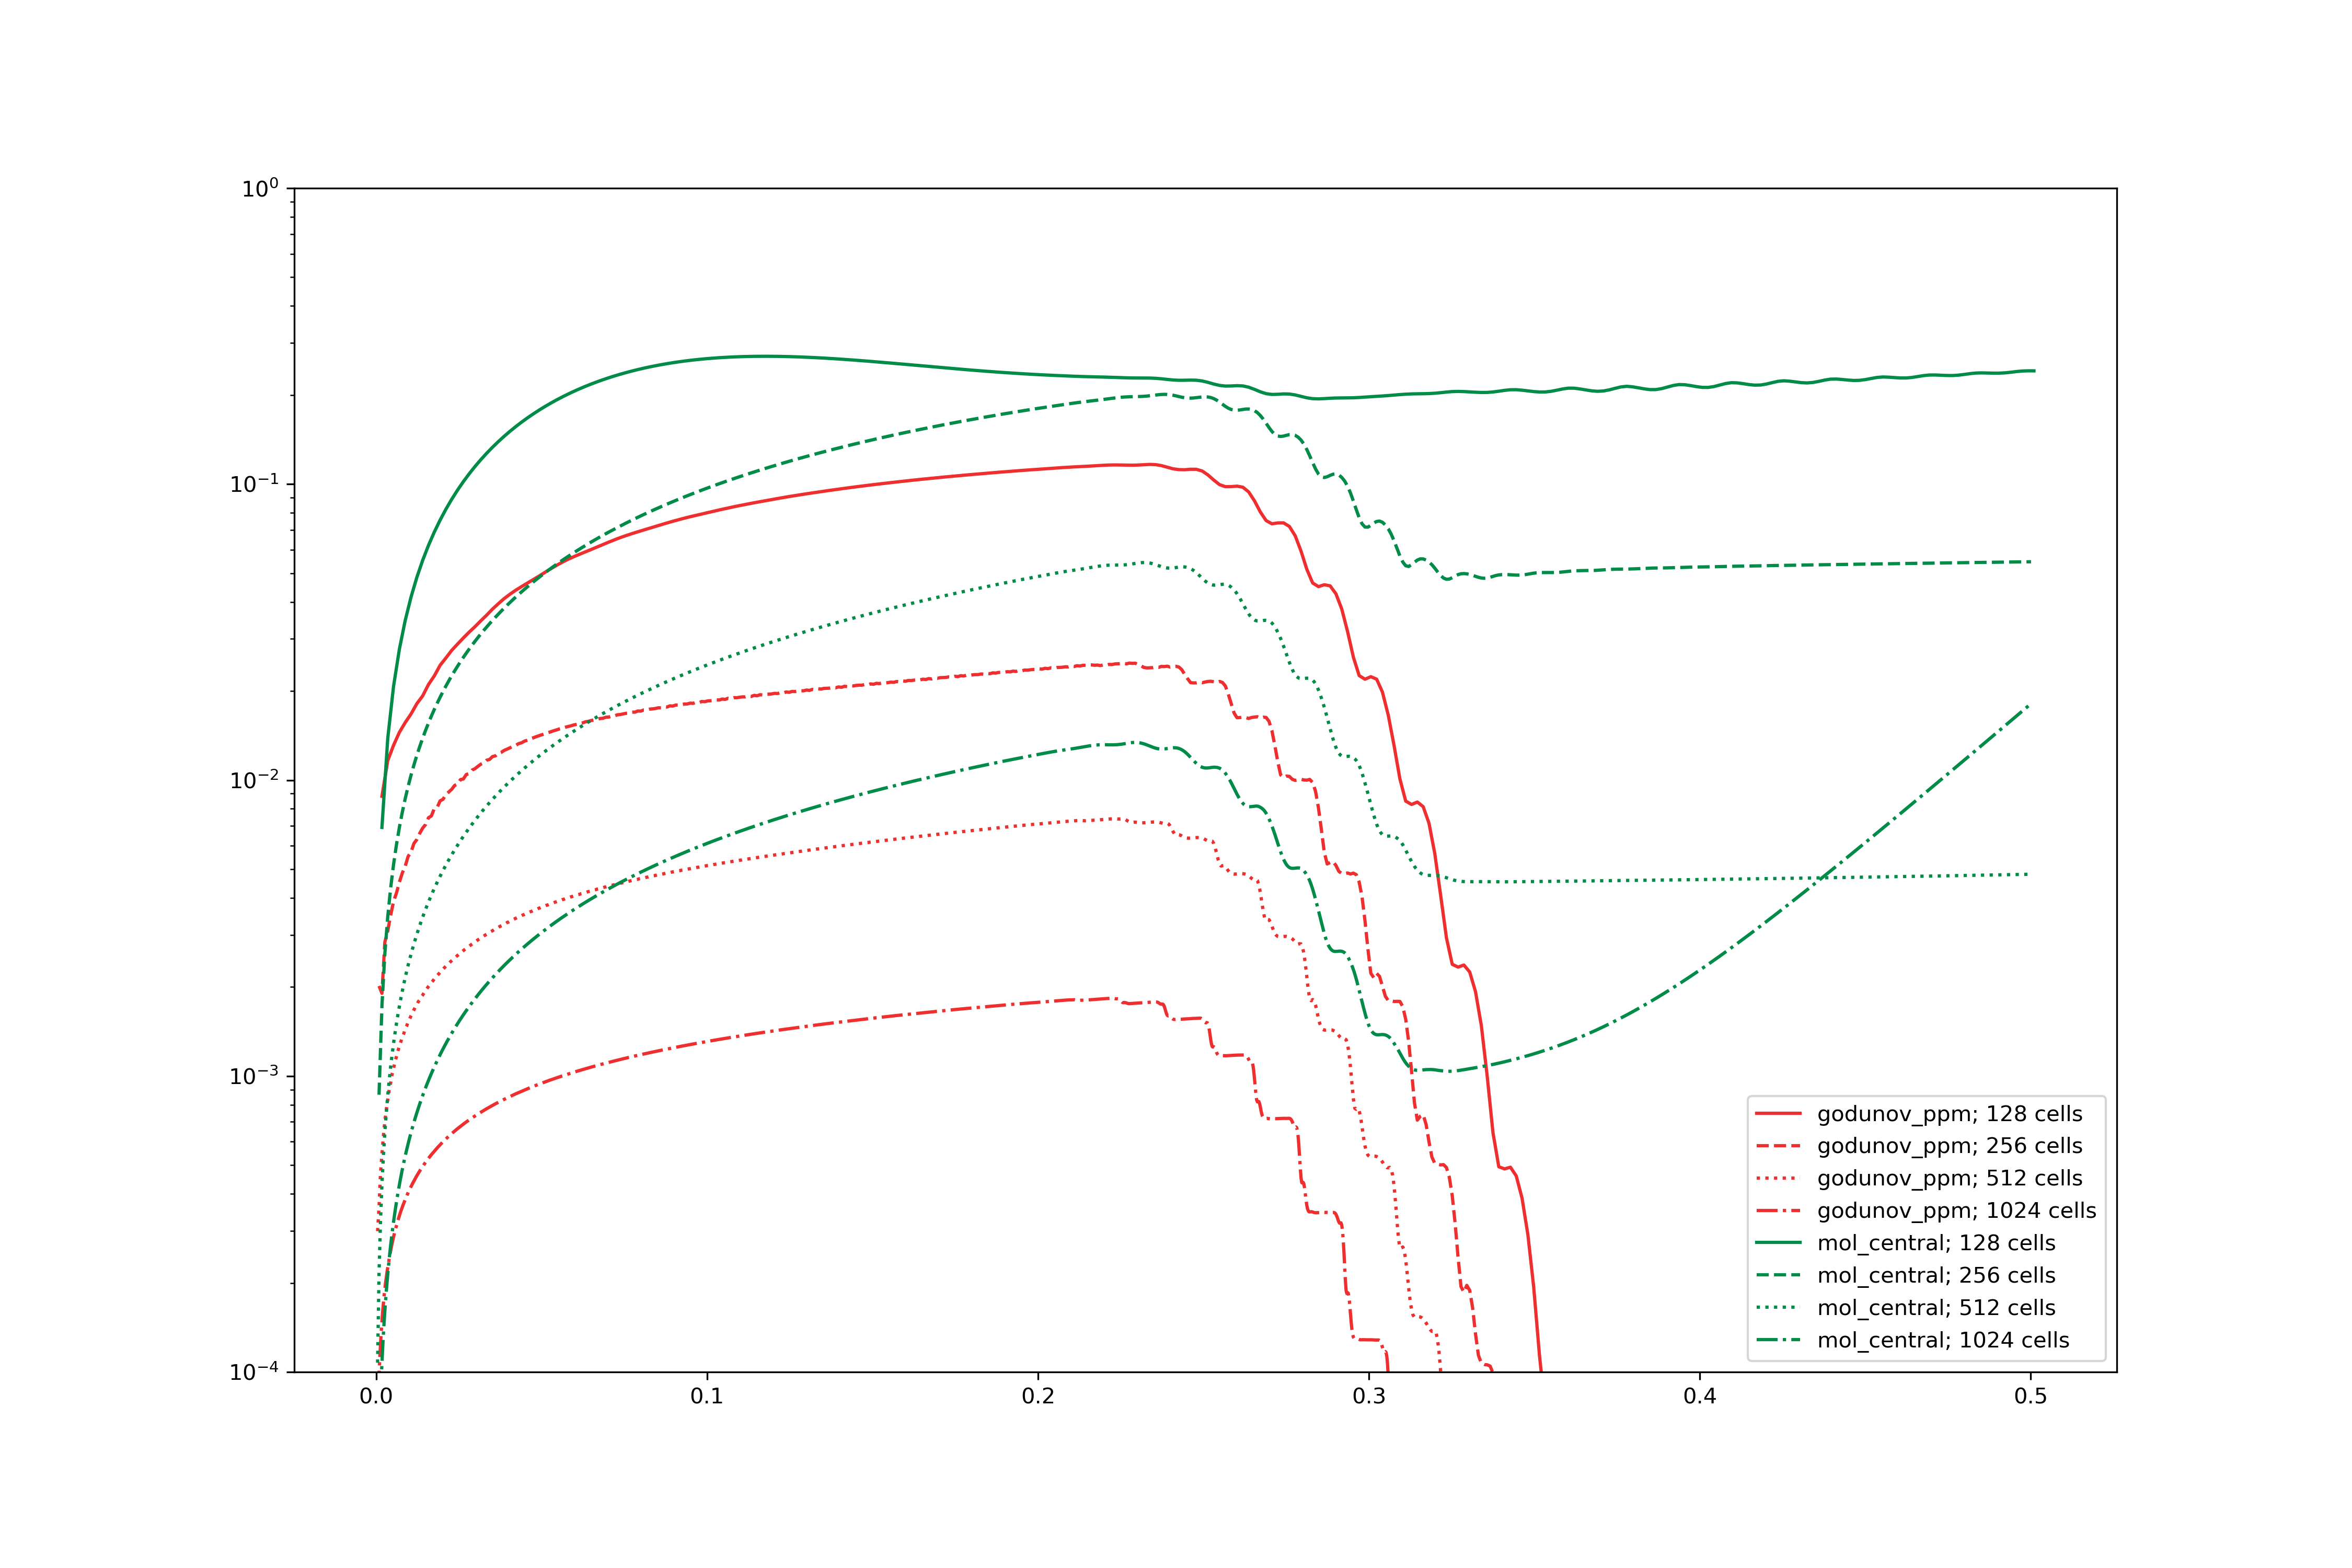 10⁰
10⁻¹
10⁻²
10⁻³
10⁻⁴
0.0 0.1 0.2 0.3 0.4 0.5
godunov_ppm; 128 cells
godunov_ppm; 256 cells
godunov_ppm; 512 cells
godunov_ppm; 1024 cells
mol_central; 128 cells
mol_central; 256 cells
mol_central; 512 cells
mol_central; 1024 cells